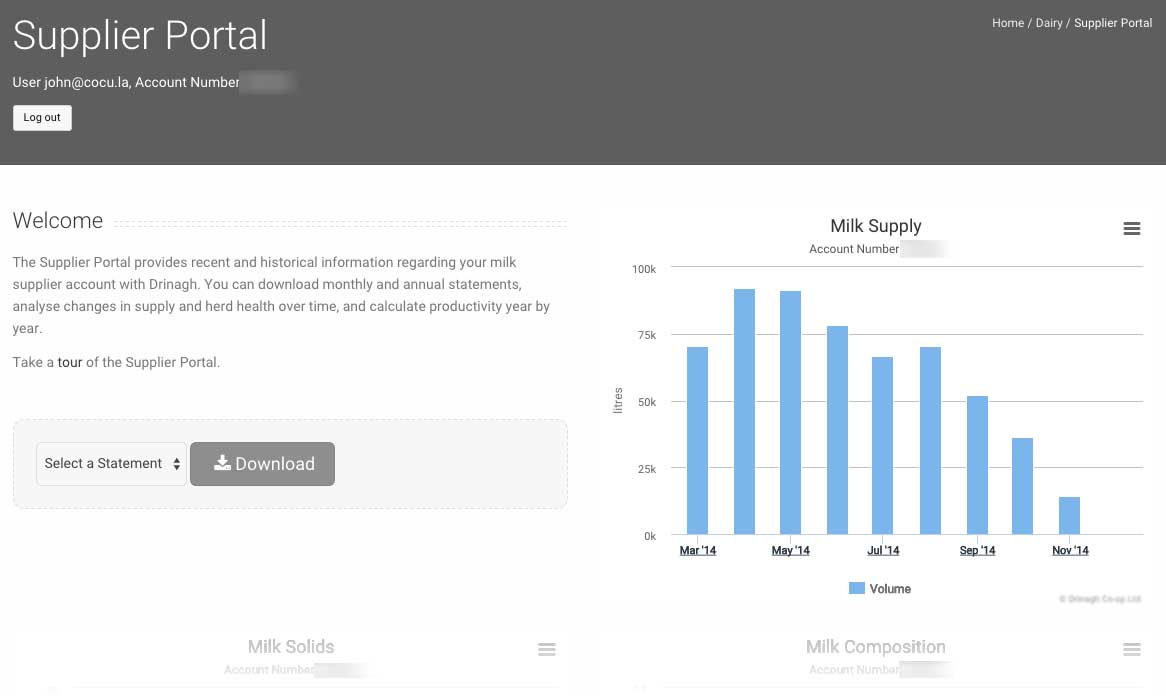 Supplier Portal
Home / Dairy / Supplier Portal
User john@cocu.la, Account Number
Log out
Welcome
The Supplier Portal provides recent and historical information regarding your milk
supplier account with Drinagh. You can download monthly and annual statements,
analyse changes in supply and herd health over time, and calculate productivity year by
year.
Take a tour of the Supplier Portal.
Select a Statement
Download
Milk Supply
Account Number
100k
75k
50k
25k
0k
litres
Mar '14
May '14
Jul '14
Sep '14
Nov '14
Volume
© Drinagh Co-op Ltd.
Milk Solids
Account Number
Milk Composition
Account Number